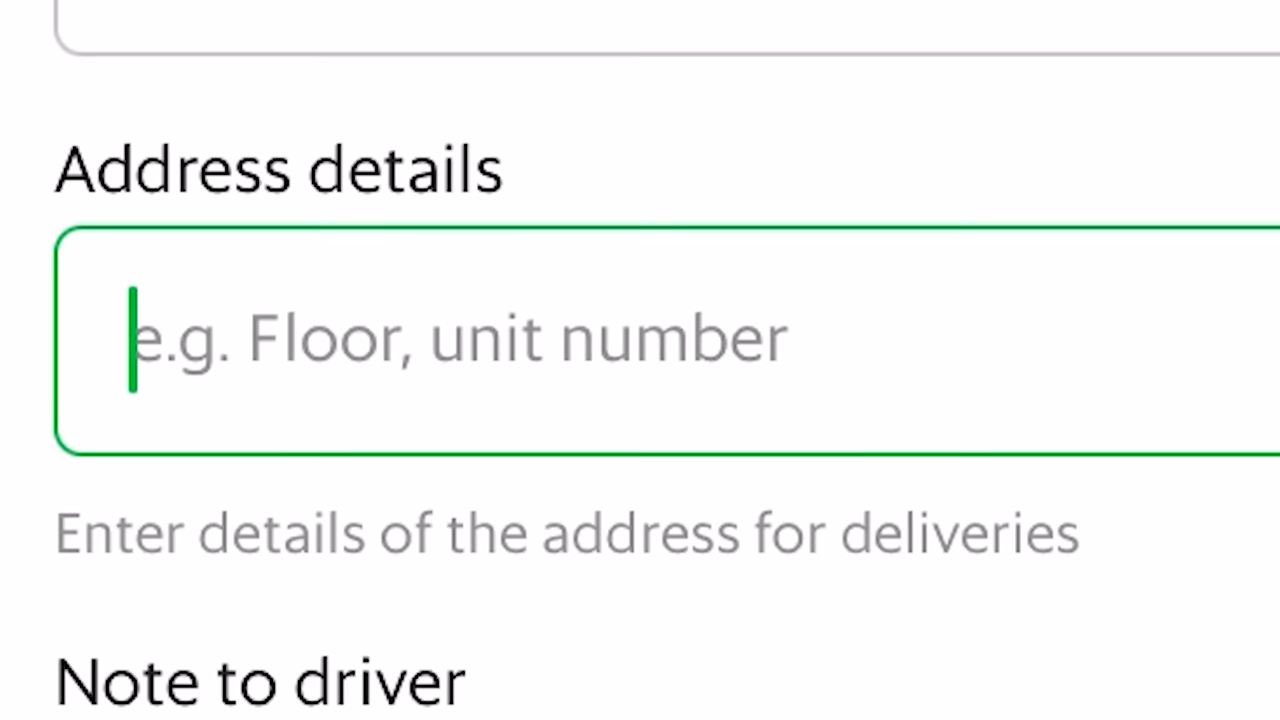 Address details
e.g. Floor, unit number
Enter details of the address for deliveries
Note to driver